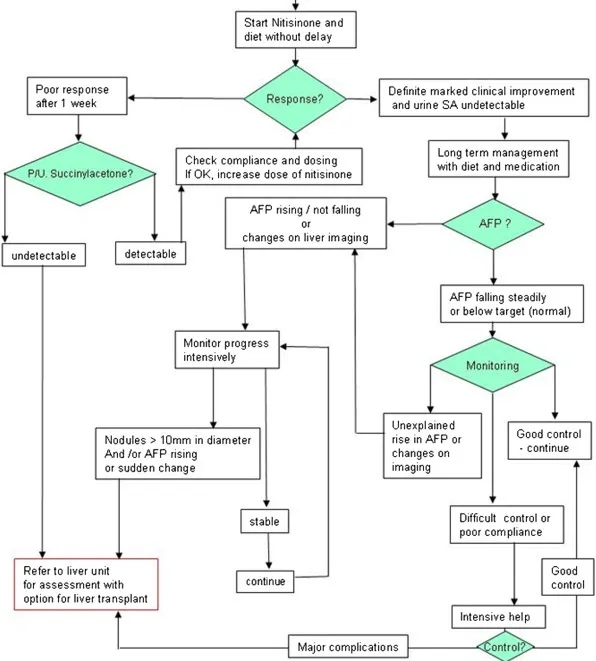 Start Nitisinone and
diet without delay
Poor response
after 1 week
Response?
Definite marked clinical improvement
and urine SA undetectable
Check compliance and dosing
If OK, increase dose of nitisinone
Long term management
with diet and medication
P/U. Succinylacetone?
AFP rising / not falling
or
changes on liver imaging
AFP ?
undetectable
detectable
AFP falling steadily
or below target (normal)
Monitor progress
intensively
Monitoring
Nodules > 10mm in diameter
And /or AFP rising
or sudden change
Unexplained
rise in AFP or
changes on
imaging
Good control
- continue
stable
Difficult control or
poor compliance
Refer to liver unit
for assessment with
option for liver transplant
continue
Good
control
Intensive help
Major complications
Control?